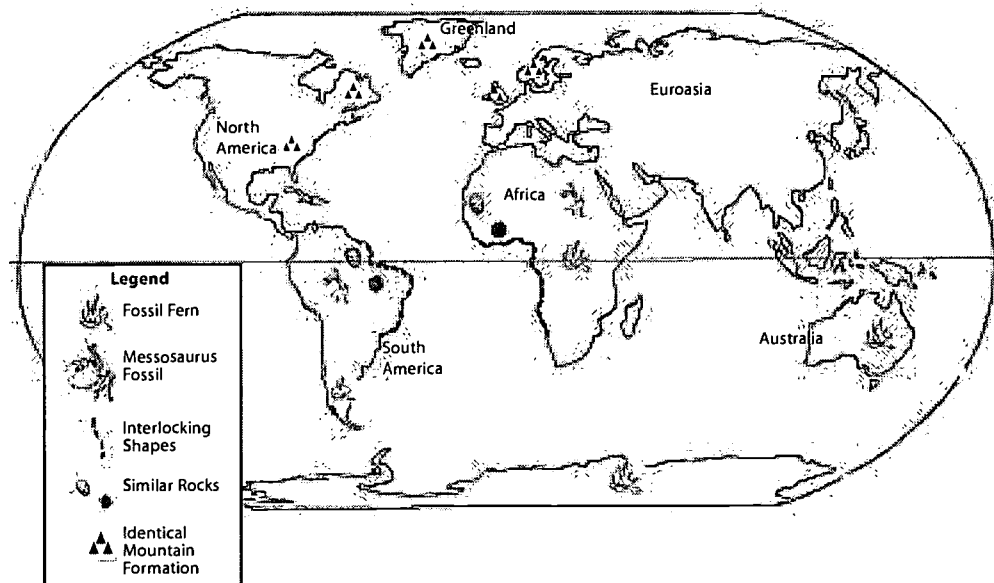 Greenland
Euroasia
North
America
Africa
Australia
South
America
Legend
Fossil Fern
Messosaurus
Fossil
Interlocking
Shapes
Similar Rocks
Identical
Mountain
Formation